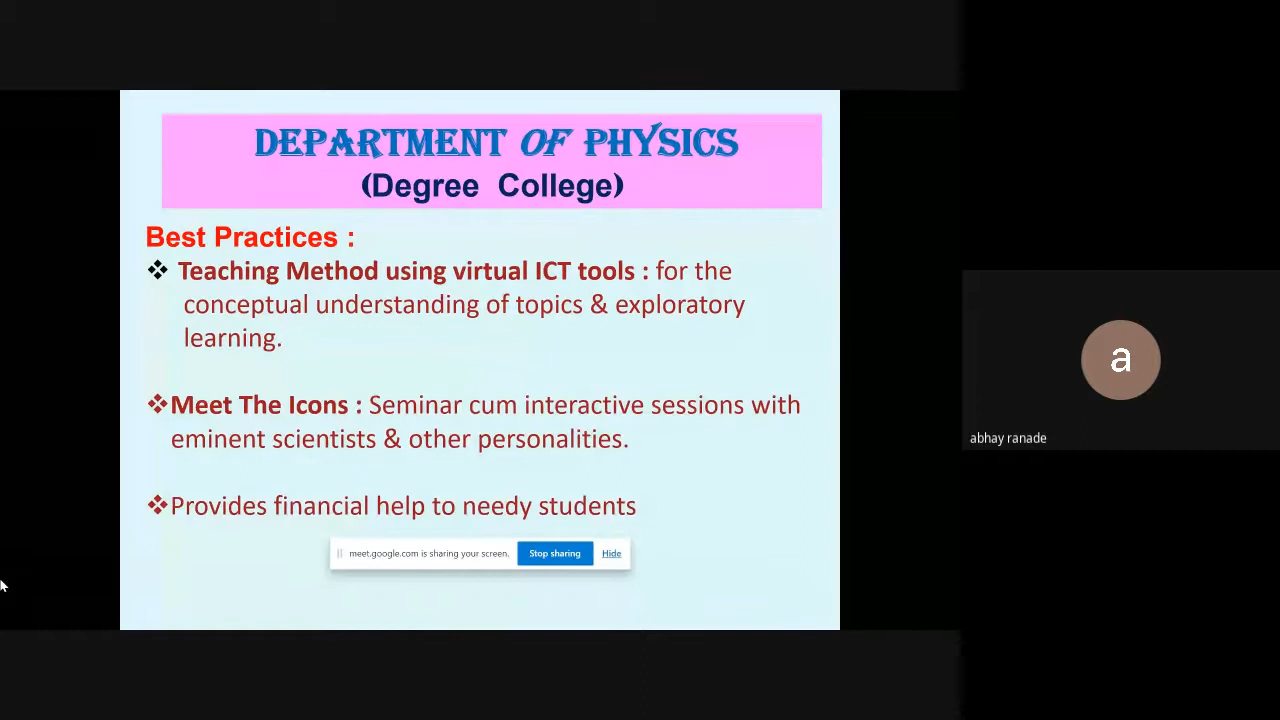 DEPARTMENT OF PHYSICS
(Degree College)
Best Practices :
❖ Teaching Method using virtual ICT tools : for the
conceptual understanding of topics & exploratory
learning.
❖Meet The Icons : Seminar cum interactive sessions with
eminent scientists & other personalities.
❖Provides financial help to needy students
meet.google.com is sharing your screen. Stop sharing Hide
a
abhay ranade